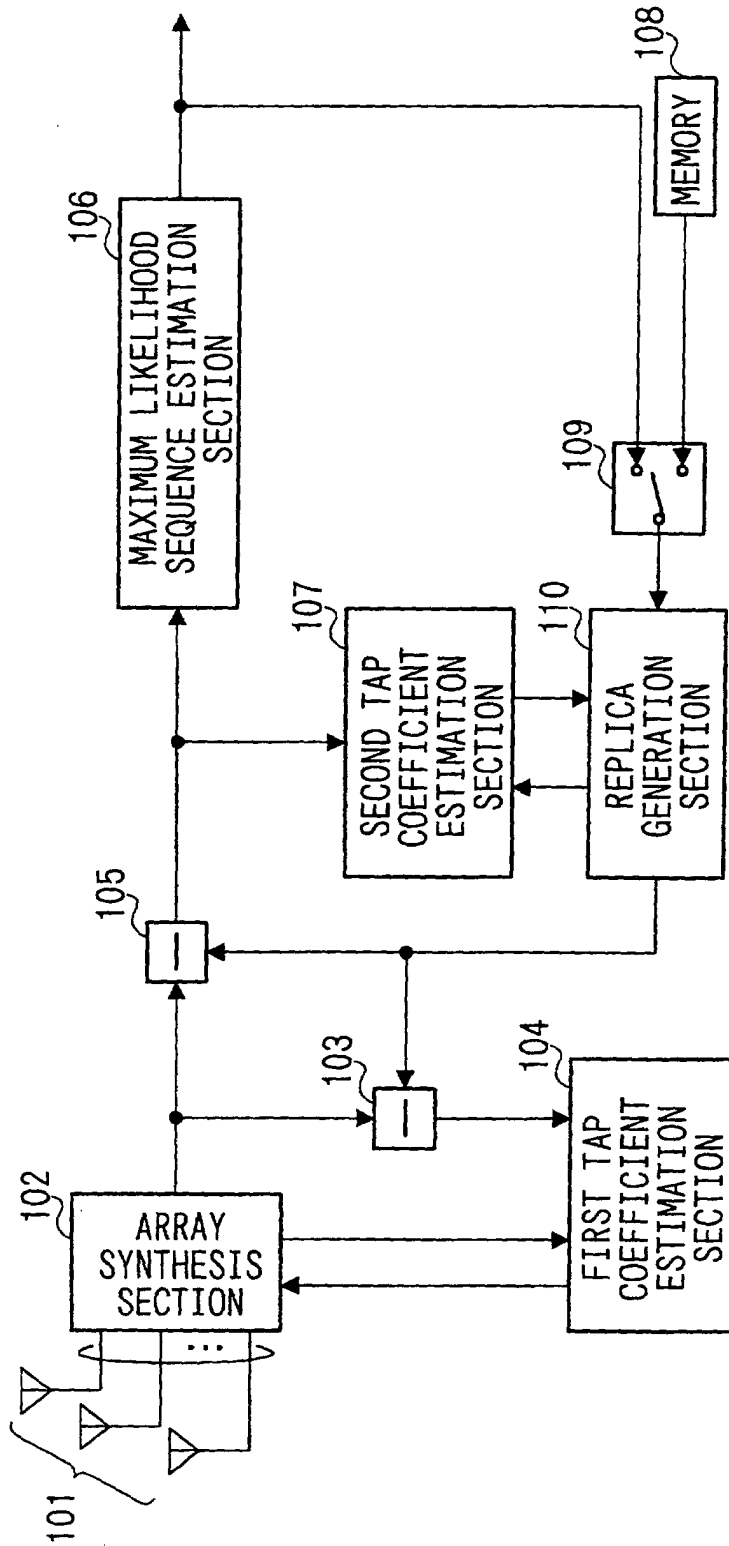 101
102
ARRAY
SYNTHESIS
SECTION
...
103
104
FIRST TAP
COEFFICIENT
ESTIMATION
SECTION
105
106
MAXIMUM LIKELIHOOD
SEQUENCE ESTIMATION
SECTION
107
SECOND TAP
COEFFICIENT
ESTIMATION
SECTION
110
REPLICA
GENERATION
SECTION
109
108
MEMORY